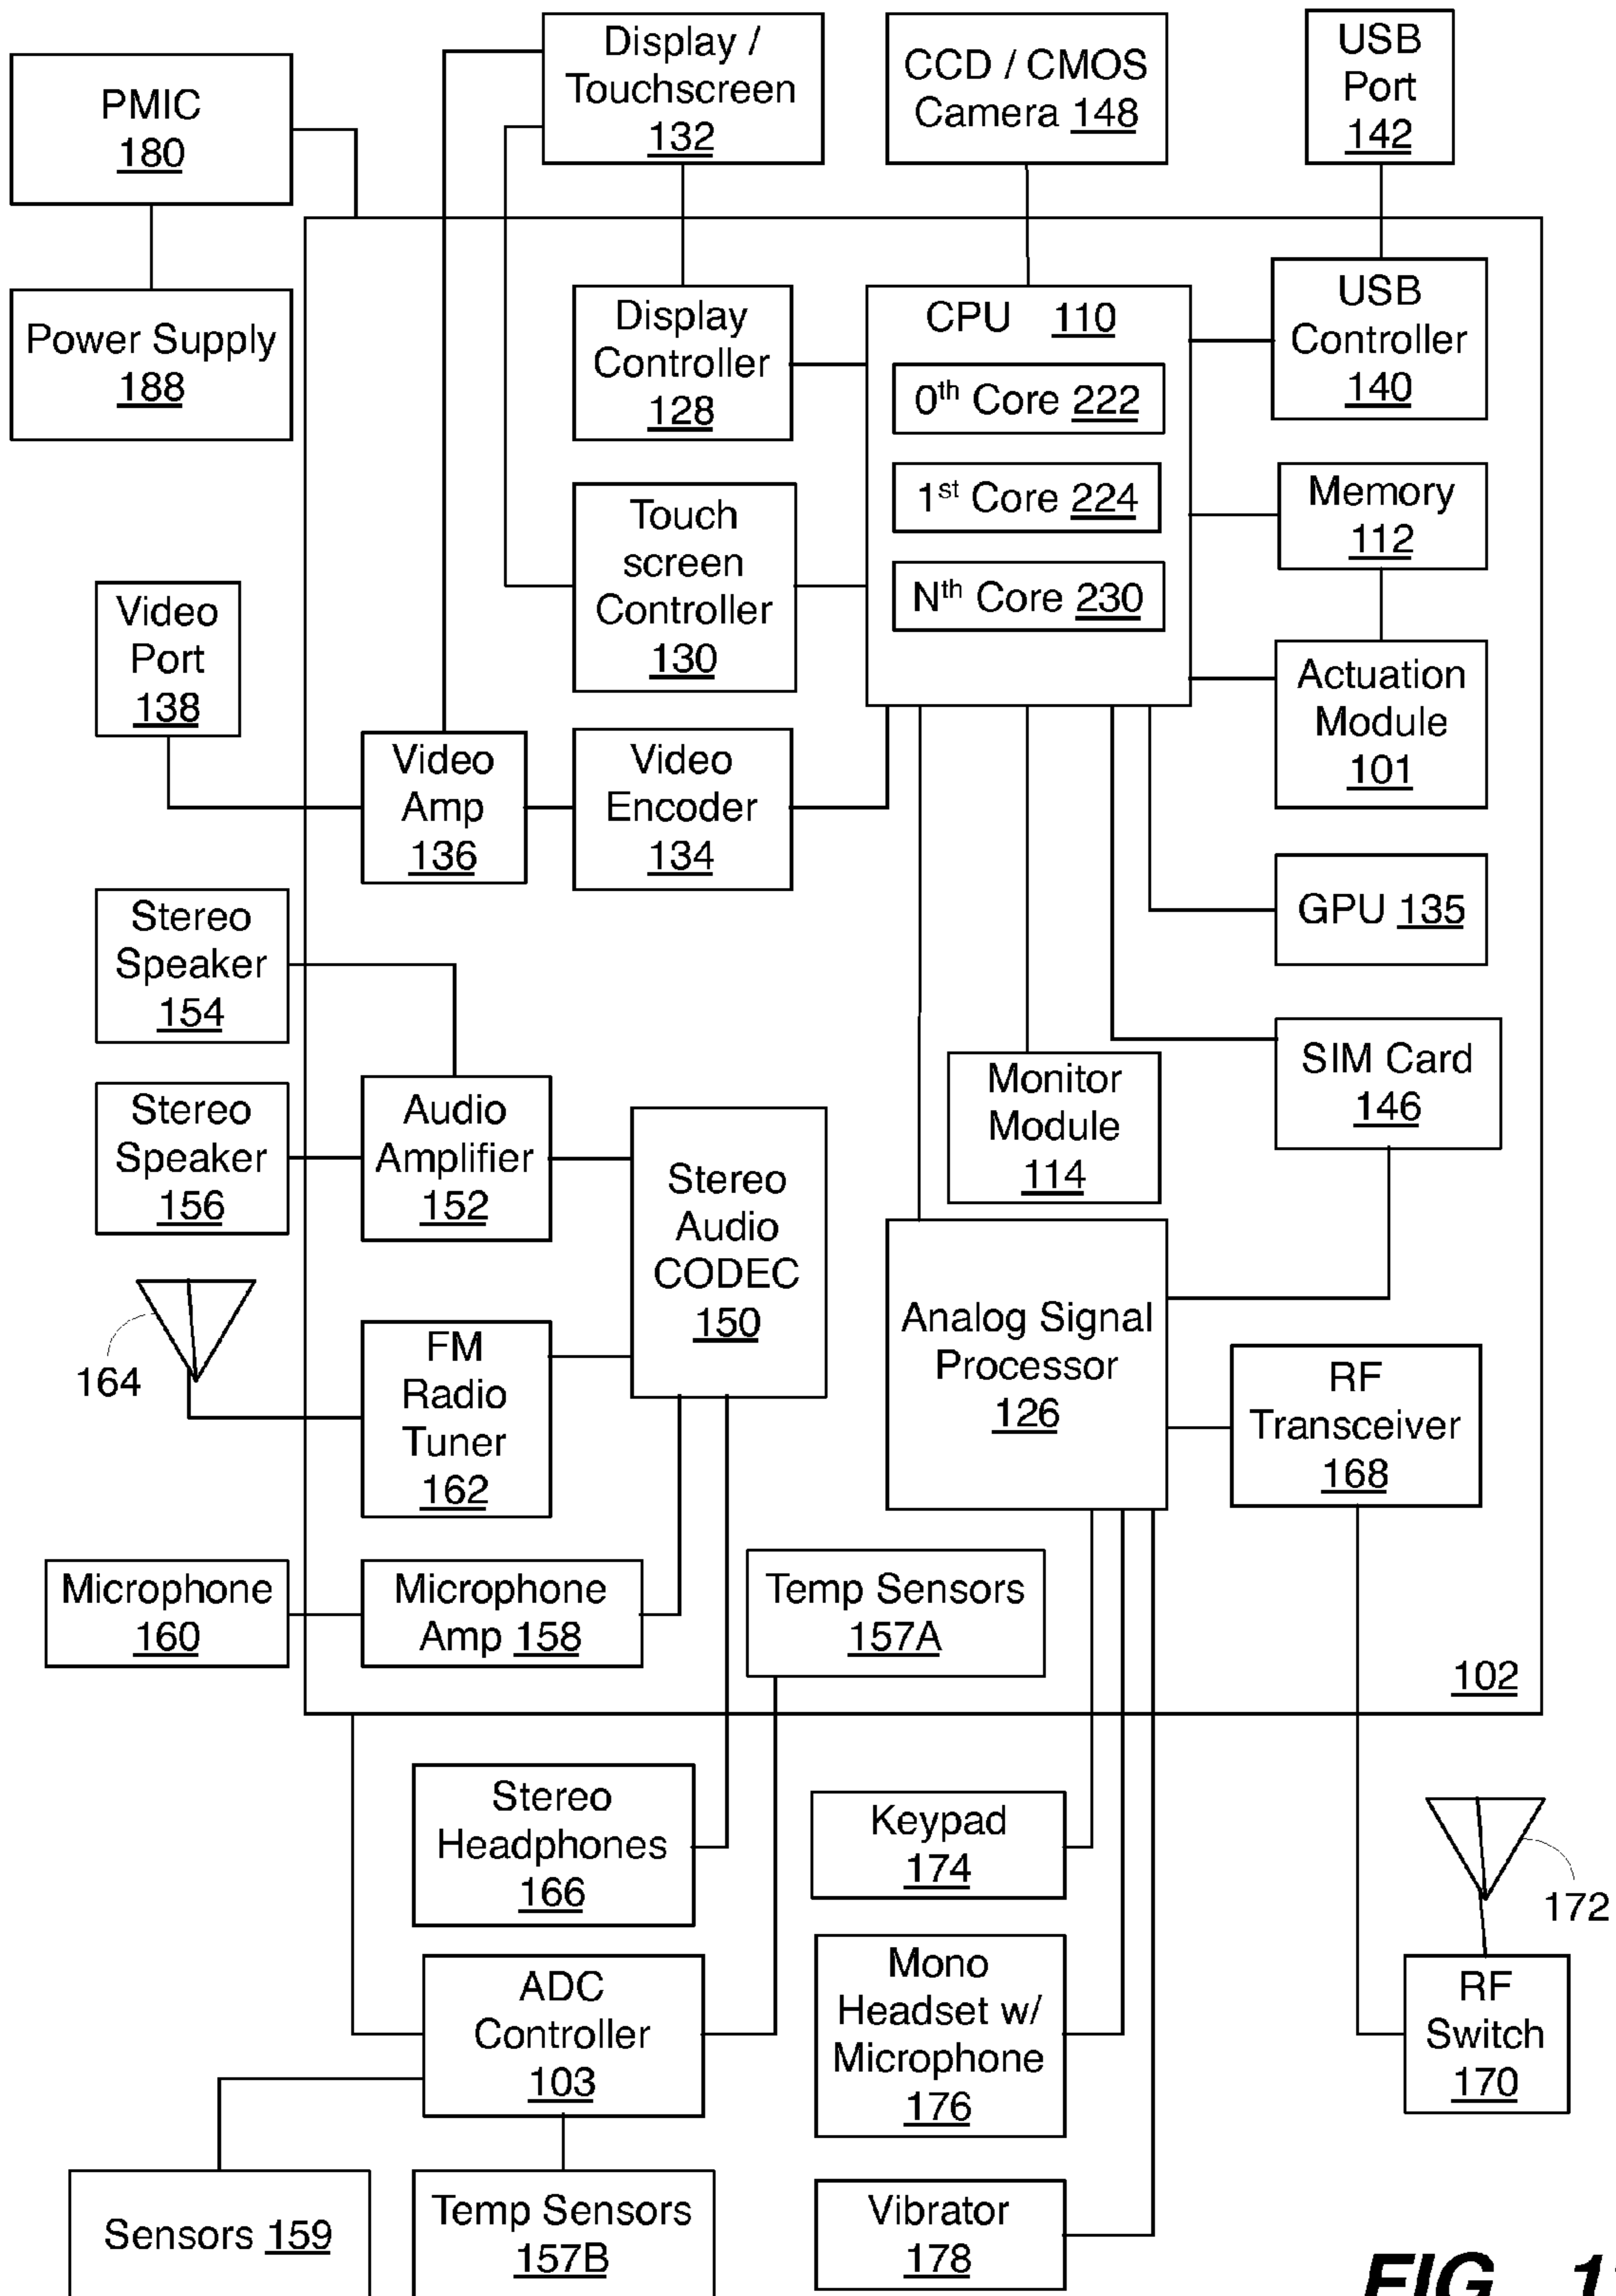 PMIC
180
Display /
Touchscreen
132
CCD / CMOS
Camera 148
USB
Port
142
Power Supply
188
Display
Controller
128
CPU 110
0th Core 222
1st Core 224
Nth Core 230
USB
Controller
140
Memory
112
Touch
screen
Controller
130
Video
Port
138
Actuation
Module
101
Video
Amp
136
Video
Encoder
134
GPU 135
Stereo
Speaker
154
SIM Card
146
Monitor
Module
114
Stereo
Speaker
156
Audio
Amplifier
152
Stereo
Audio
CODEC
150
164
FM
Radio
Tuner
162
Analog Signal
Processor
126
RF
Transceiver
168
Microphone
160
Microphone
Amp 158
Temp Sensors
157A
102
Stereo
Headphones
166
Keypad
174
172
ADC
Controller
103
Mono
Headset w/
Microphone
176
RF
Switch
170
Sensors 159
Temp Sensors
157B
Vibrator
178
FIG.